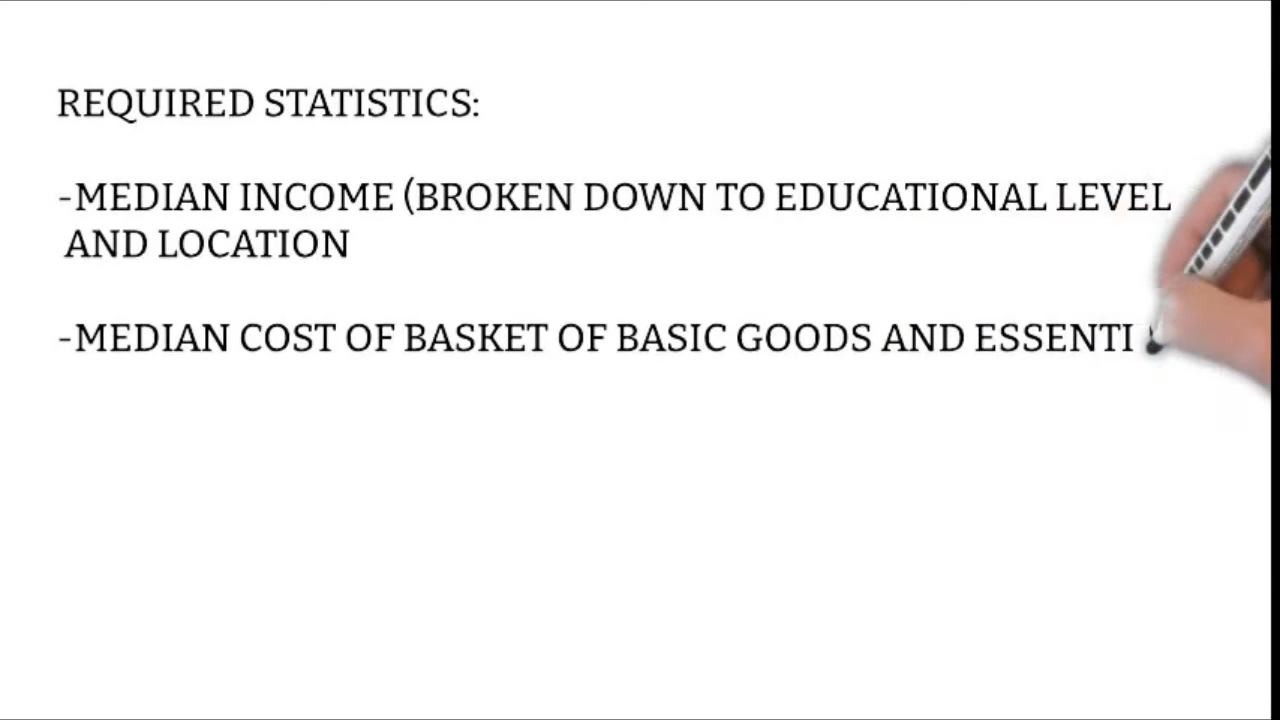 REQUIRED STATISTICS:
-MEDIAN INCOME (BROKEN DOWN TO EDUCATIONAL LEVEL
AND LOCATION
-MEDIAN COST OF BASKET OF BASIC GOODS AND ESSENTI